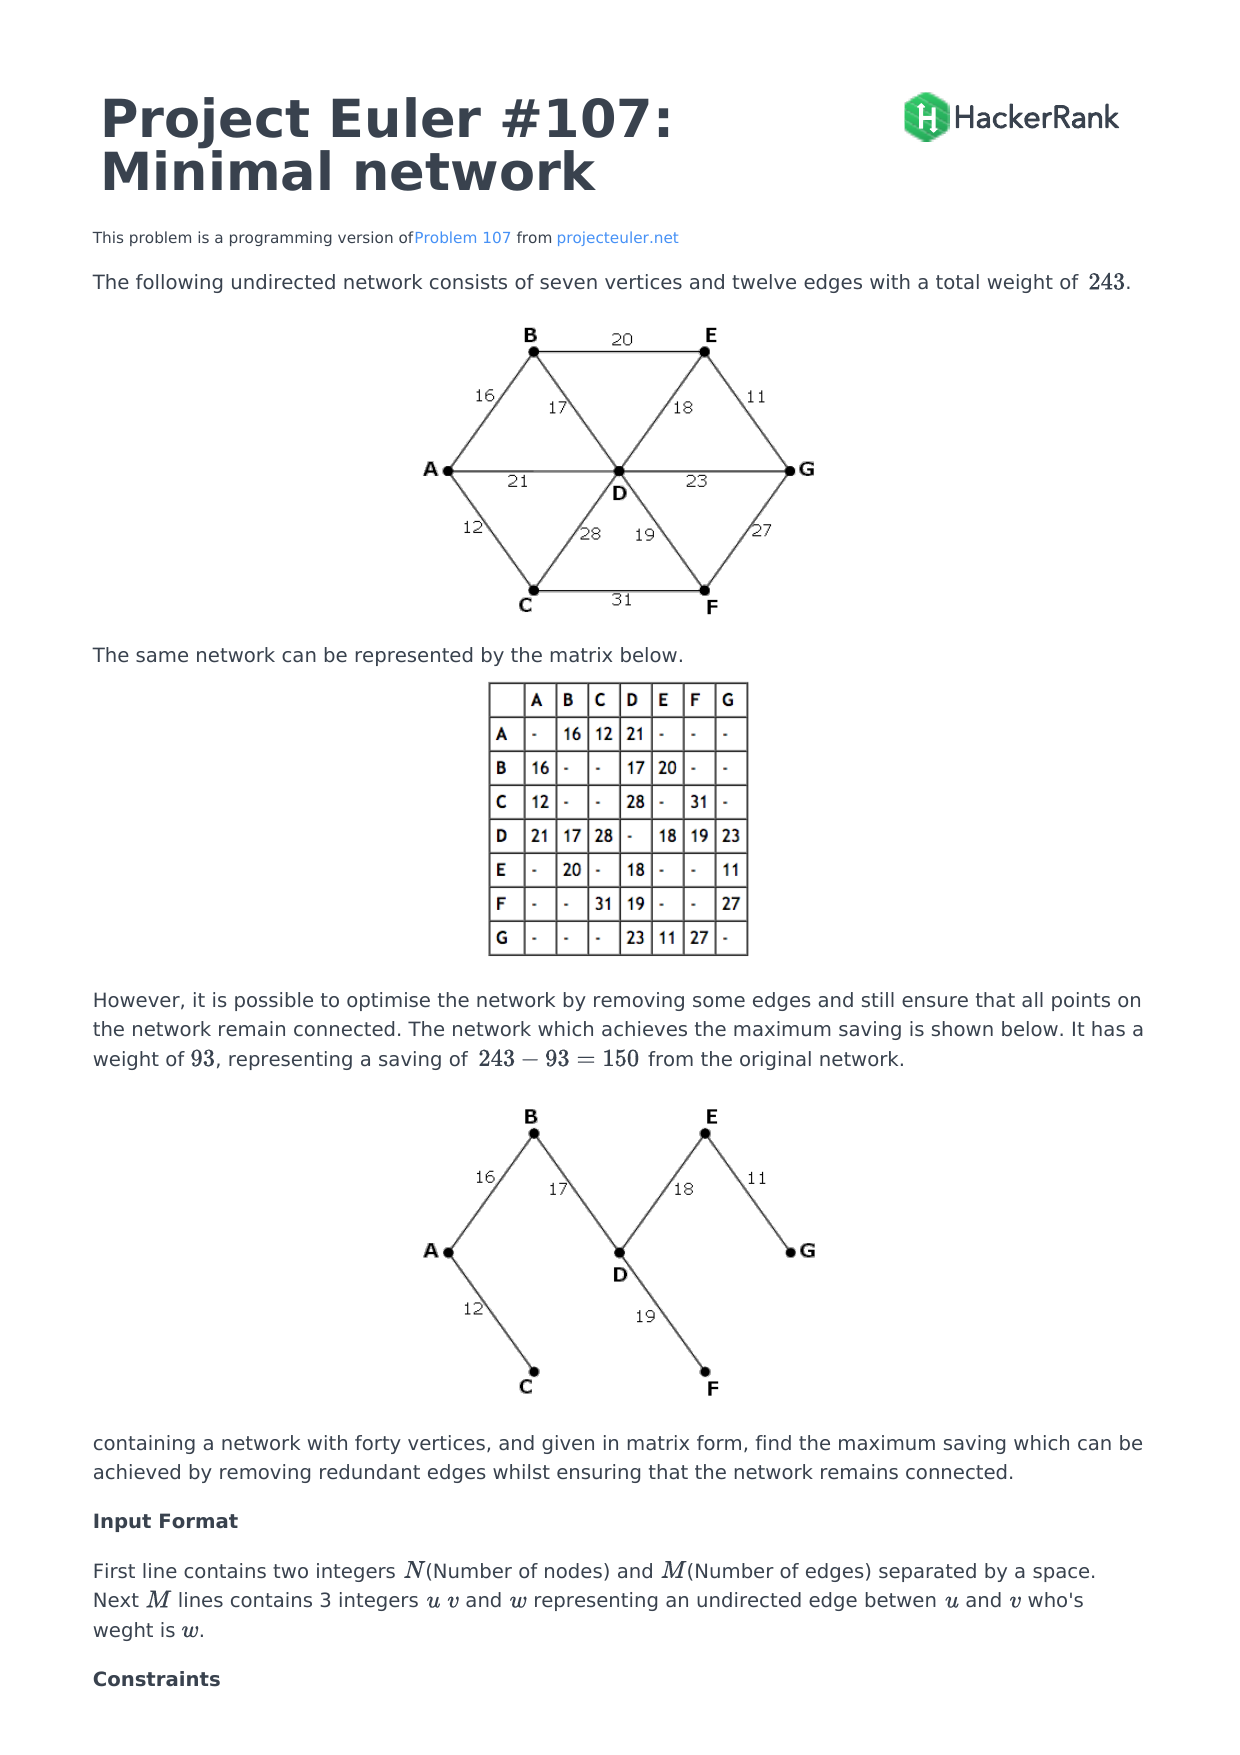 Project Euler #107:
Minimal network
HackerRank
This problem is a programming version ofProblem 107 from projecteuler.net
The following undirected network consists of seven vertices and twelve edges with a total weight of 243.
B 20 E
16 17 18 11
A 21 D 23 G
12 28 19 27
C 31 F
The same network can be represented by the matrix below.
A B C D E F G
A - 16 12 21 - - -
B 16 - - 17 20 - -
C 12 - - 28 - 31 -
D 21 17 28 - 18 19 23
E - 20 - 18 - - 11
F - - 31 19 - - 27
G - - - 23 11 27 -
However, it is possible to optimise the network by removing some edges and still ensure that all points on
the network remain connected. The network which achieves the maximum saving is shown below. It has a
weight of 93, representing a saving of 243 − 93 = 150 from the original network.
B E
16 17 18 11
A D G
12 19
C F
containing a network with forty vertices, and given in matrix form, find the maximum saving which can be
achieved by removing redundant edges whilst ensuring that the network remains connected.
Input Format
First line contains two integers N(Number of nodes) and M(Number of edges) separated by a space.
Next M lines contains 3 integers u v and w representing an undirected edge betwen u and v who's
weght is w.
Constraints